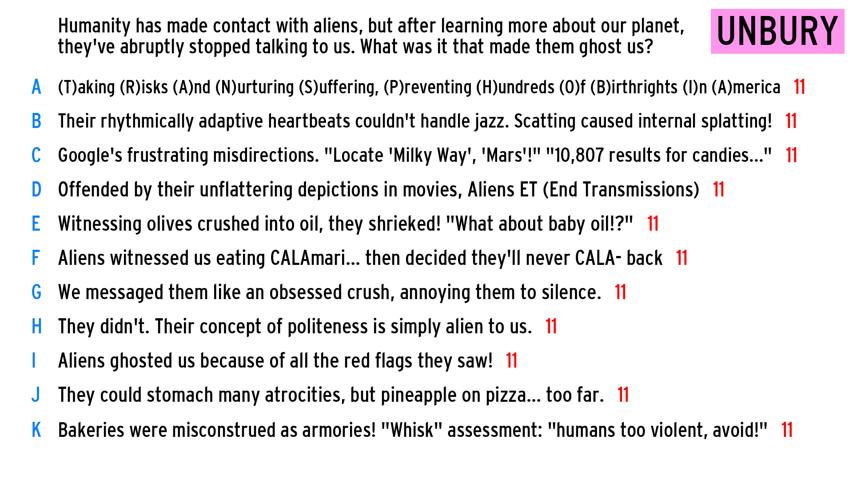 Humanity has made contact with aliens, but after learning more about our planet,
they've abruptly stopped talking to us. What was it that made them ghost us?
UNBURY
A (T)aking (R)isks (A)nd (N)urturing (S)uffering, (P)reventing (H)undreds (O)f (B)irthrights (I)n (A)merica 11
B Their rhythmically adaptive heartbeats couldn't handle jazz. Scatting caused internal splatting! 11
C Google's frustrating misdirections. "Locate 'Milky Way', 'Mars'!" "10,807 results for candies..." 11
D Offended by their unflattering depictions in movies, Aliens ET (End Transmissions) 11
E Witnessing olives crushed into oil, they shrieked! "What about baby oil!?" 11
F Aliens witnessed us eating CALAmari... then decided they'll never CALA- back 11
G We messaged them like an obsessed crush, annoying them to silence. 11
H They didn't. Their concept of politeness is simply alien to us. 11
I Aliens ghosted us because of all the red flags they saw! 11
J They could stomach many atrocities, but pineapple on pizza... too far. 11
K Bakeries were misconstrued as armories! "Whisk" assessment: "humans too violent, avoid!" 11